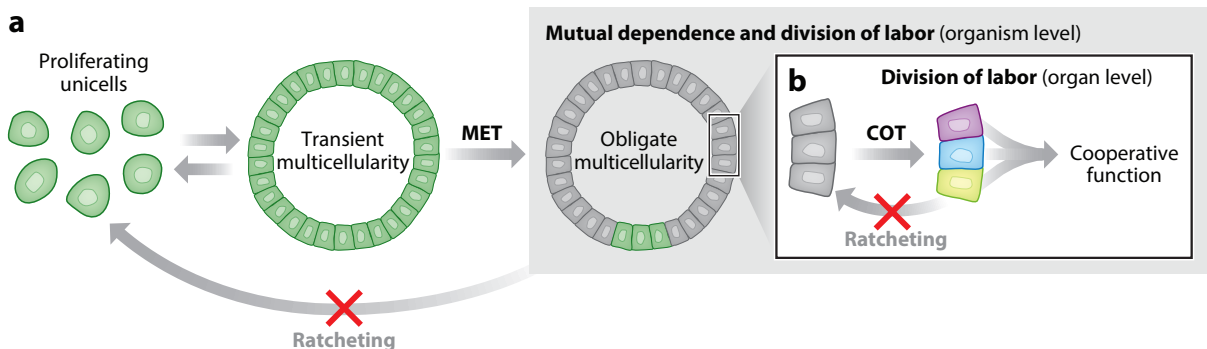 a
Proliferating
unicells
Transient
multicellularity
MET
Mutual dependence and division of labor (organism level)
Obligate
multicellularity
b
Division of labor (organ level)
COT
Cooperative
function
Ratcheting
Ratcheting